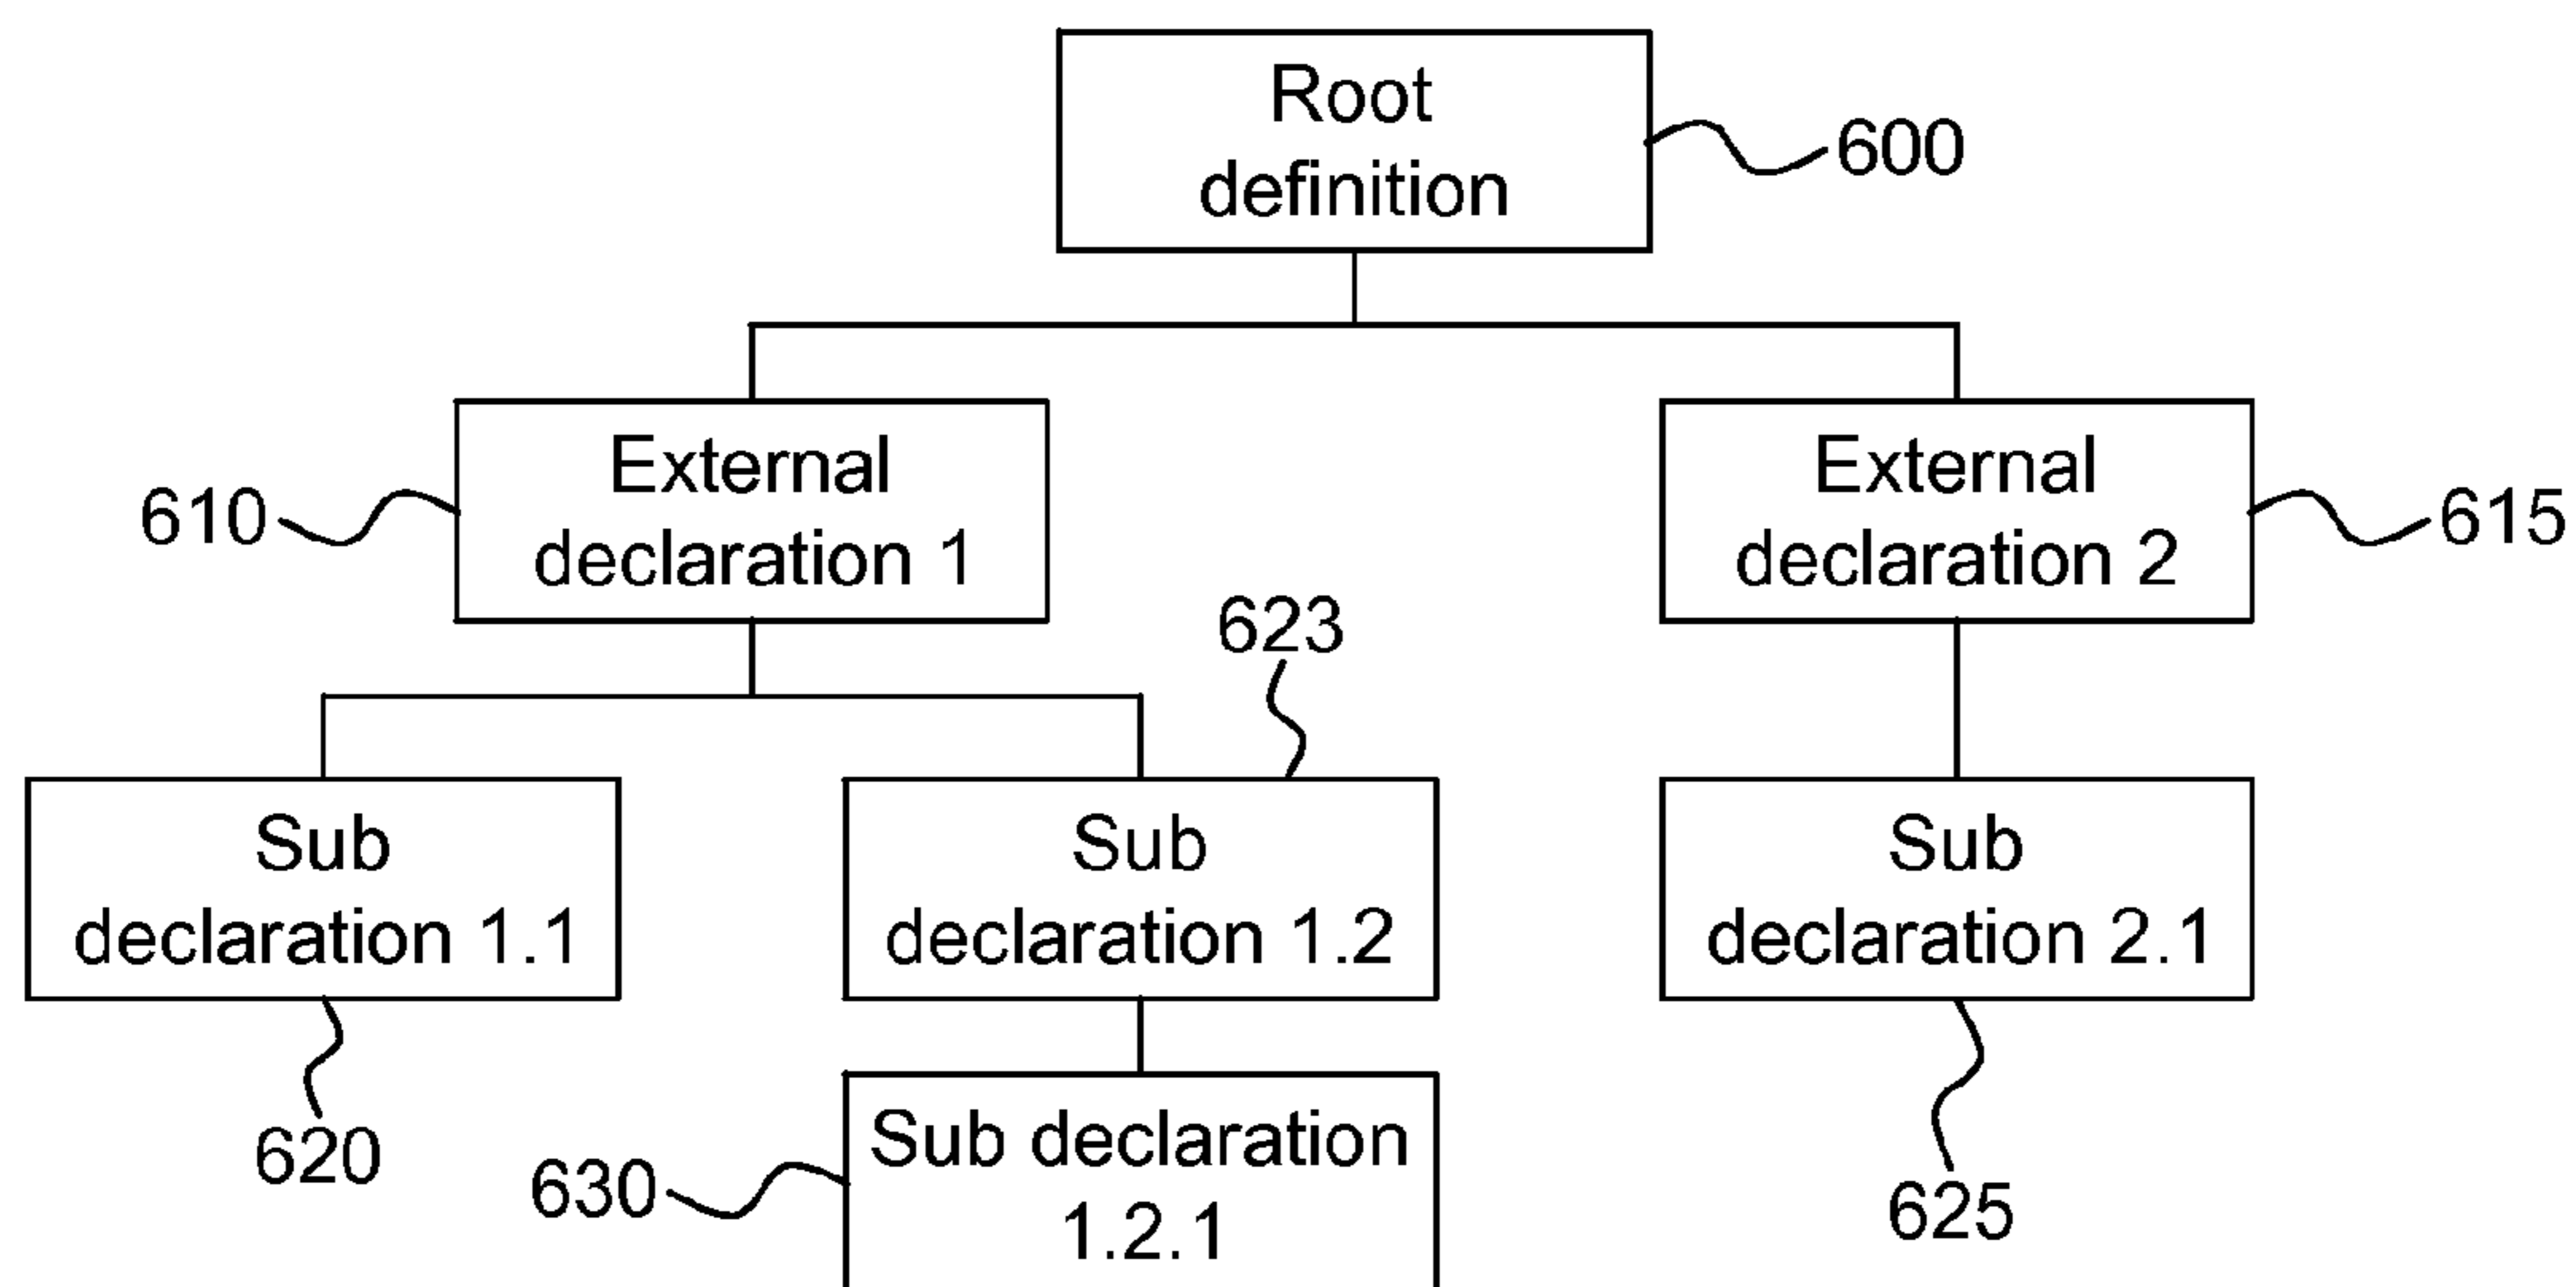 Root
definition
600
External
declaration 1
610
External
declaration 2
615
623
Sub
declaration 1.1
Sub
declaration 1.2
Sub
declaration 2.1
620
630
Sub declaration
1.2.1
625